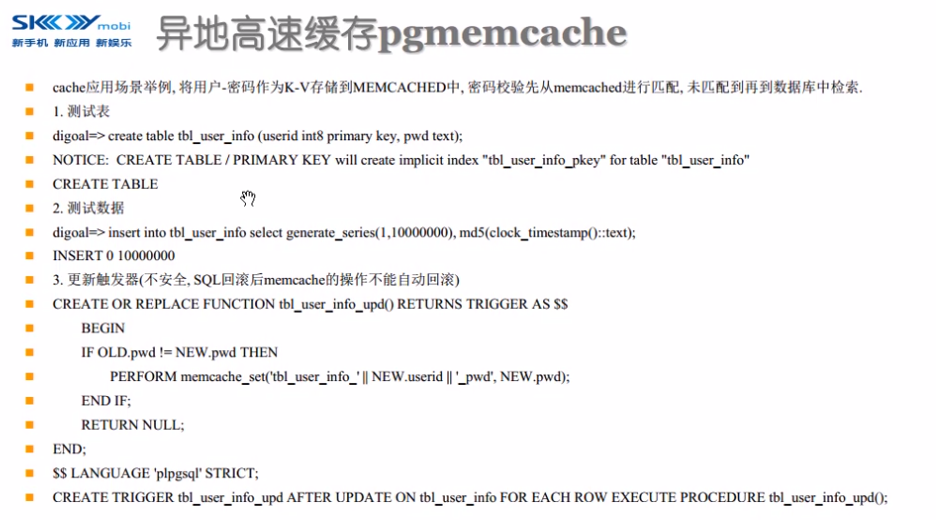 SKYmobi
新手机 新应用 新娱乐
异地高速缓存pgmemcache
cache应用场景举例, 将用户-密码作为K-V存储到MEMCACHED中, 密码校验先从memcached进行匹配, 未匹配到再到数据库中检索.
1. 测试表
digoal=> create table tbl_user_info (userid int8 primary key, pwd text);
NOTICE:  CREATE TABLE / PRIMARY KEY will create implicit index "tbl_user_info_pkey" for table "tbl_user_info"
CREATE TABLE
2. 测试数据
digoal=> insert into tbl_user_info select generate_series(1,10000000), md5(clock_timestamp()::text);
INSERT 0 10000000
3. 更新触发器(不安全, SQL回滚后memcache的操作不能自动回滚)
CREATE OR REPLACE FUNCTION tbl_user_info_upd() RETURNS TRIGGER AS $$
BEGIN
IF OLD.pwd != NEW.pwd THEN
PERFORM memcache_set('tbl_user_info_' || NEW.userid || '_pwd', NEW.pwd);
END IF;
RETURN NULL;
END;
$$ LANGUAGE 'plpgsql' STRICT;
CREATE TRIGGER tbl_user_info_upd AFTER UPDATE ON tbl_user_info FOR EACH ROW EXECUTE PROCEDURE tbl_user_info_upd();